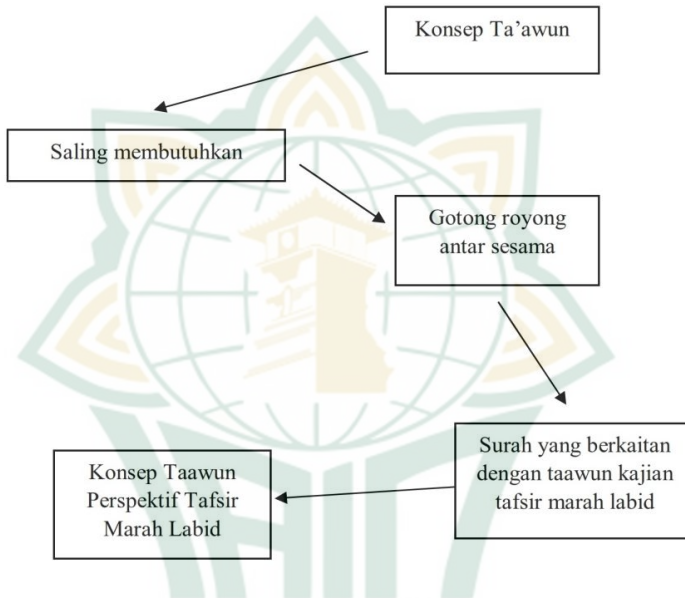 Konsep Ta’awun
Saling membutuhkan
Gotong royong
antar sesama
Surah yang berkaitan
dengan taawun kajian
tafsir marah labid
Konsep Taawun
Perspektif Tafsir
Marah Labid